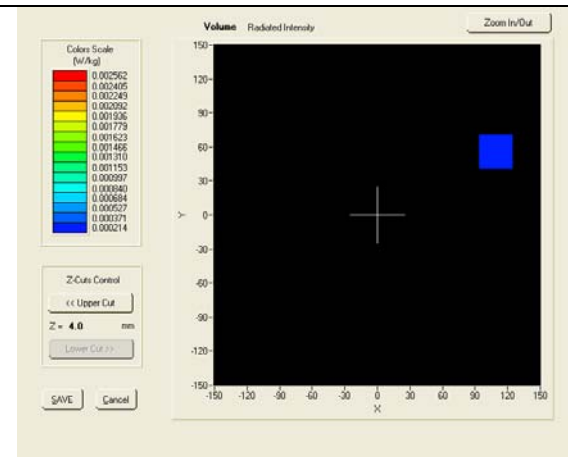 Volume Radiated Intensity
Zoom In/Out
Colors Scale
(W/kg)
0.002562
0.002405
0.002249
0.002092
0.001936
0.001779
0.001623
0.001466
0.001310
0.001153
0.000997
0.000840
0.000684
0.000527
0.000371
0.000214
Z-Cuts Control
<< Upper Cut
Z = 4.0 mm
Lower Cut >>
SAVE Cancel
150
120
90
60
30
0
-30
-60
-90
-120
-150
Y
-150 -120 -90 -60 -30 0 30 60 90 120 150
X